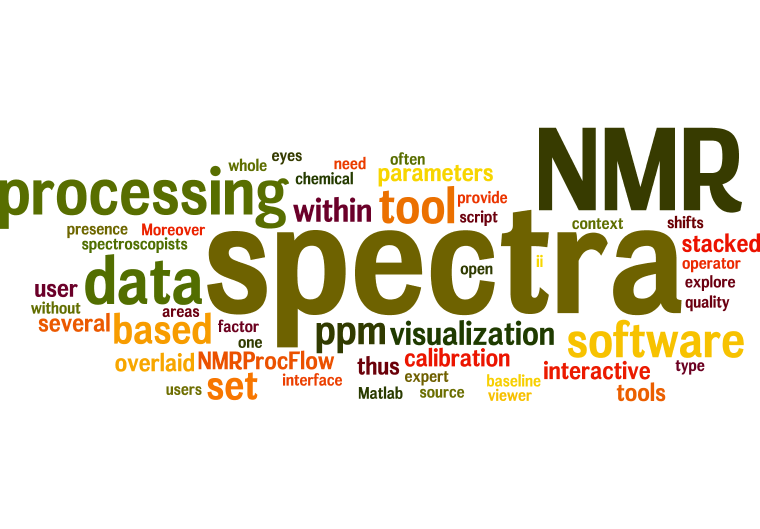 NMR
eyes
need
often
whole
chemical
parameters
processing
within
tool
provide
script
presence
Moreover
context
shifts
spectroscopists
spectra
stacked
data
open
ii
operator
user
explore
without
areas
quality
several
based
factor
one
ppm
visualization
software
overlaid
NMRProcFlow
thus
calibration
interactive
type
users
set
interface
Matlab
expert
source
baseline
viewer
tools